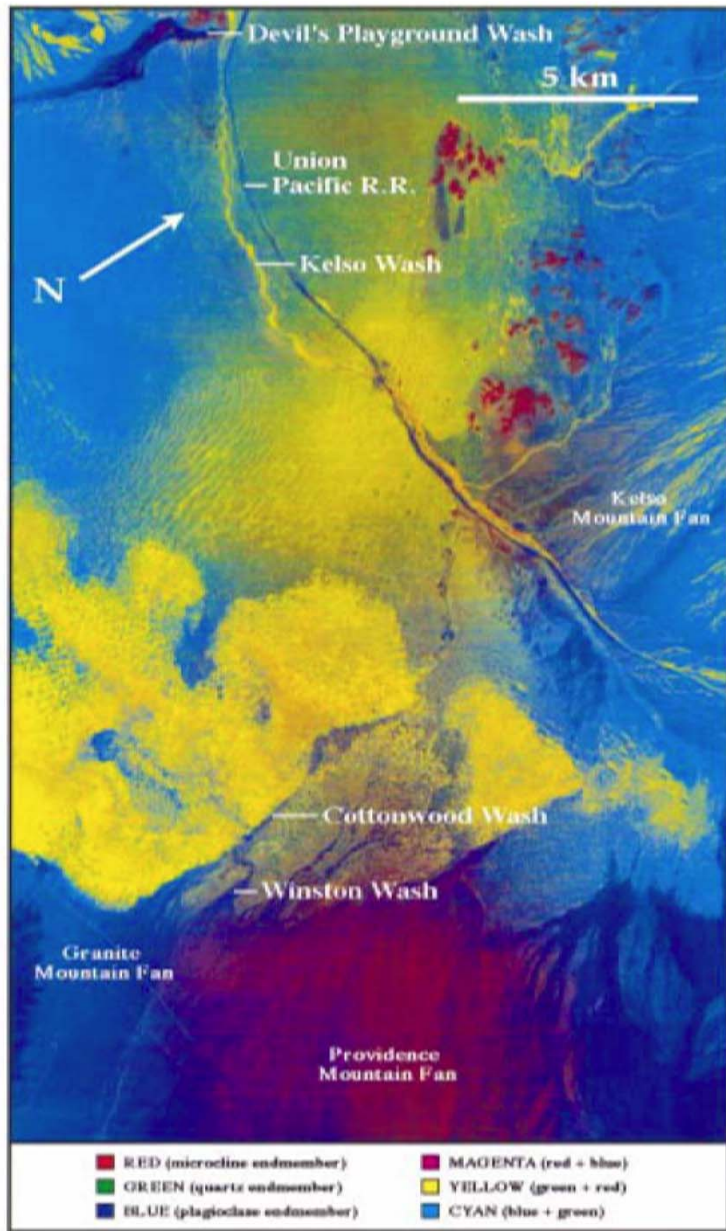 Devil's Playground Wash
5 km
Union
Pacific R.R.
N
Kelso Wash
Kelso
Mountain Fan
Cottonwood Wash
Winston Wash
Granite
Mountain Fan
Providence
Mountain Fan
RED (microcline endmember)
MAGENTA (red + blue)
GREEN (quartz endmember)
YELLOW (green + red)
BLUE (plagioclase endmember)
CYAN (blue + green)